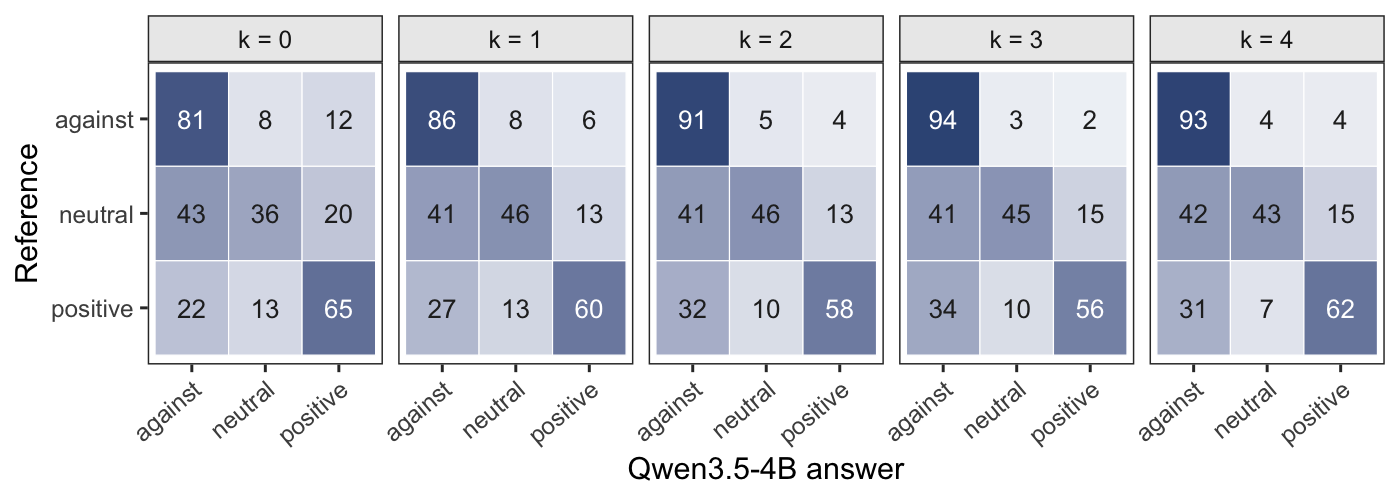 k = 0 k = 1 k = 2 k = 3 k = 4
against 81 8 12 86 8 6 91 5 4 94 3 2 93 4 4
neutral 43 36 20 41 46 13 41 46 13 41 45 15 42 43 15
positive 22 13 65 27 13 60 32 10 58 34 10 56 31 7 62
Reference
against neutral positive against neutral positive against neutral positive against neutral positive against neutral positive
Qwen3.5-4B answer